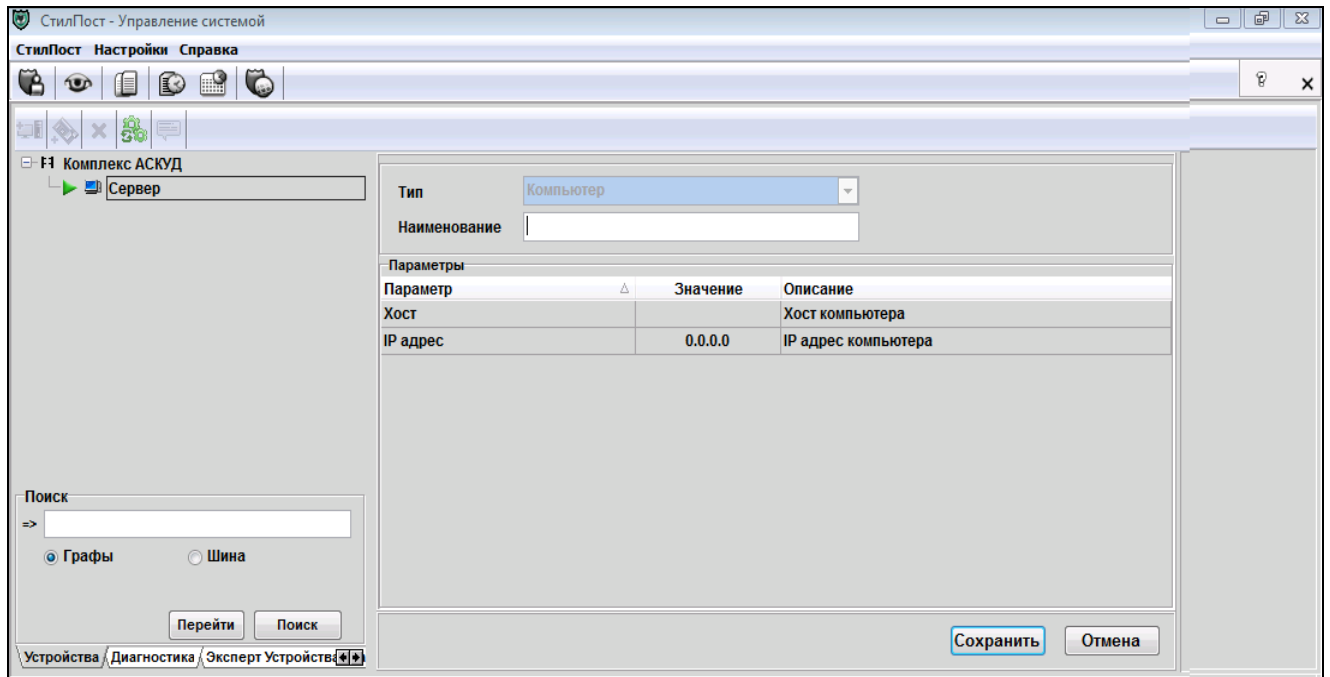 СтилПост - Управление системой
СтилПост Настройки Справка
Комплекс АСКУД
Сервер
Тип Компьютер
Наименование
Параметры
Параметр Значение Описание
Хост Хост компьютера
IP адрес 0.0.0.0 IP адрес компьютера
Поиск
=>
Графы Шина
Перейти Поиск
Устройства Диагностика Эксперт Устройства
Сохранить Отмена